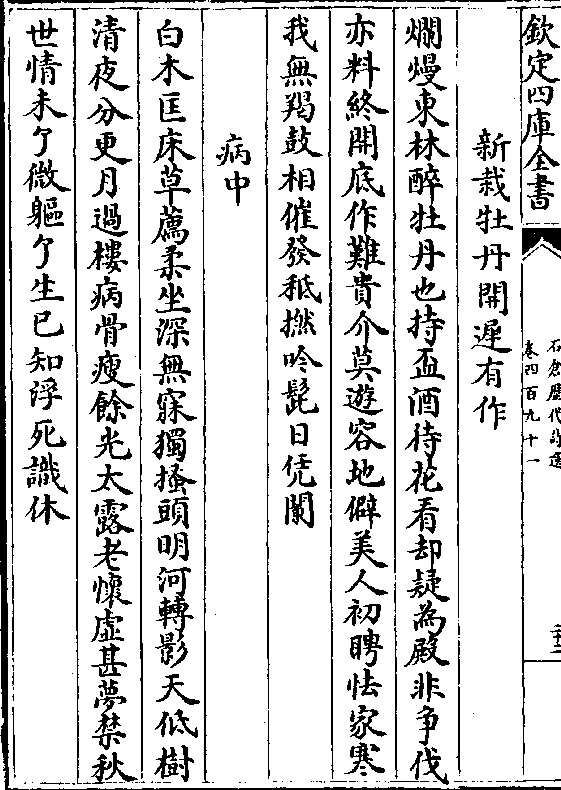 欽定四庫全書
石倉歷代詩選
卷四百九十一
新栽牡丹開遲有作
爛熳東林醉牡丹也持盃酒待花看却疑為殿非争伐
亦料終開底作難貴介莫遊容地僻美人初聘怯家寒
我無羯鼓相催發秪撚吟髭日凭闌
病中
白木匡床草薦柔坐深無寐獨搔頭明河轉影天低樹
清夜分更月過樓病骨瘦餘光太露老懷虛甚夢禁秋
世情未了微軀了生已知浮死識休